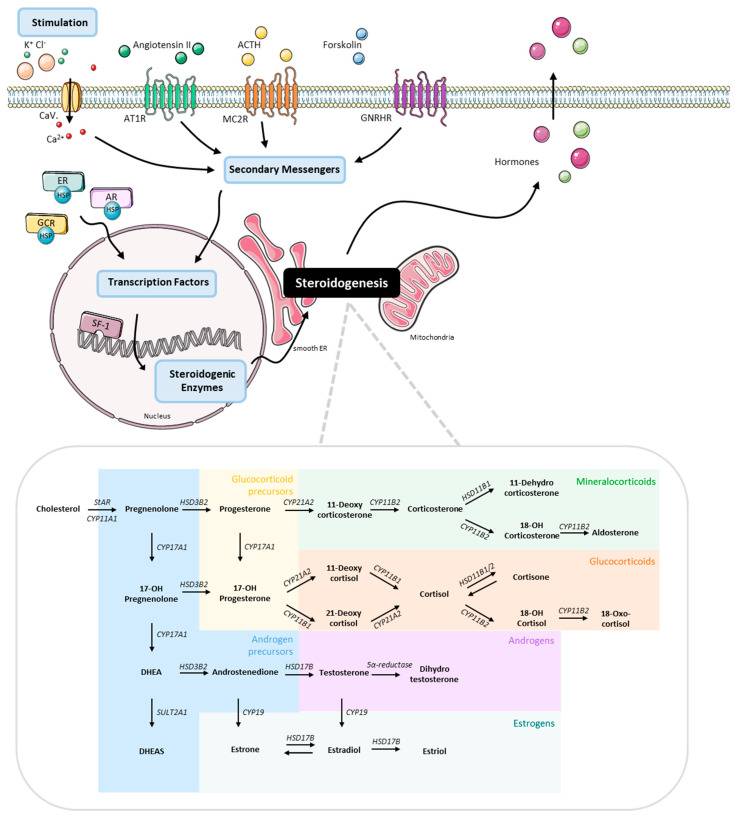 Stimulation
K⁺ Cl⁻
Angiotensin II
ACTH
Forskolin
CaV.
Ca²⁺
AT1R
MC2R
GNRHR
Hormones
Secondary Messengers
ER
HSP
AR
HSP
GCR
HSP
Transcription Factors
Steroidogenesis
SF-1
smooth ER
Mitochondria
Steroidogenic
Enzymes
Nucleus
Glucocorticoid
precursors
Mineralocorticoids
Cholesterol
StAR
CYP11A1
Pregnenolone
HSD3B2
Progesterone
CYP21A2
11-Deoxy
corticosterone
CYP11B2
Corticosterone
HSD11B1
11-Dehydro
corticosterone
CYP11B2
18-OH
Corticosterone
CYP11B2
Aldosterone
CYP17A1
CYP17A1
Glucocorticoids
17-OH
Pregnenolone
HSD3B2
17-OH
Progesterone
CYP21A2
11-Deoxy
cortisol
CYP11B1
CYP11B1
21-Deoxy
cortisol
CYP21A2
Cortisol
HSD11B1/2
Cortisone
CYP11B2
18-OH
Cortisol
CYP11B2
18-Oxo-
cortisol
CYP17A1
Androgen
precursors
Androgens
DHEA
HSD3B2
Androstenedione
HSD17B
Testosterone
5α-reductase
Dihydro
testosterone
SULT2A1
CYP19
CYP19
Estrogens
DHEAS
Estrone
HSD17B
Estradiol
HSD17B
Estriol